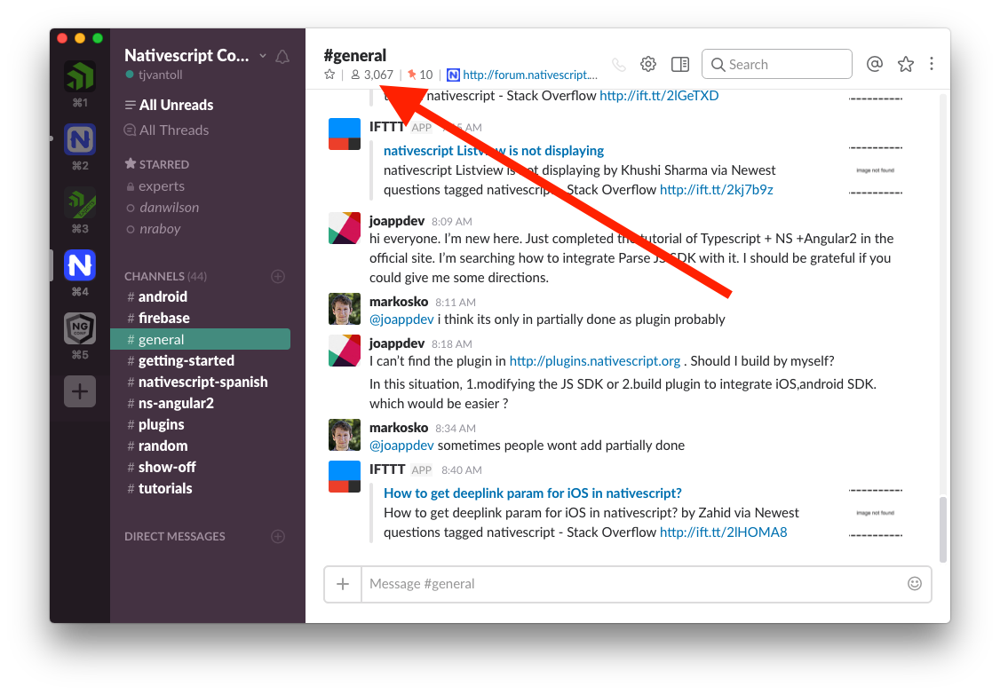 ⌘1
⌘2
⌘3
⌘4
NG
CONF
⌘5
Nativescript Co...
tjvantoll
All Unreads
All Threads
STARRED
experts
danwilson
nraboy
CHANNELS (44)
# android
# firebase
# general
# getting-started
# nativescript-spanish
# ns-angular2
# plugins
# random
# show-off
# tutorials
DIRECT MESSAGES
#general
3,067 | 10 | http://forum.nativescript....
Search
nativescript - Stack Overflow http://ift.tt/2lGeTXD
IFTTT APP AM
nativescript Listview is not displaying
nativescript Listview is not displaying by Khushi Sharma via Newest
questions tagged nativescript - Stack Overflow http://ift.tt/2kj7b9z
image not found
joappdev 8:09 AM
hi everyone. I'm new here. Just completed the tutorial of Typescript + NS +Angular2 in the
official site. I'm searching how to integrate Parse JS SDK with it. I should be grateful if you
could give me some directions.
markosko 8:11 AM
@joappdev i think its only in partially done as plugin probably
joappdev 8:18 AM
I can't find the plugin in http://plugins.nativescript.org . Should I build by myself?
In this situation, 1.modifying the JS SDK or 2.build plugin to integrate iOS,android SDK.
which would be easier ?
markosko 8:34 AM
@joappdev sometimes people wont add partially done
IFTTT APP 8:40 AM
How to get deeplink param for iOS in nativescript?
How to get deeplink param for iOS in nativescript? by Zahid via Newest
questions tagged nativescript - Stack Overflow http://ift.tt/2lHOMA8
image not found
Message #general